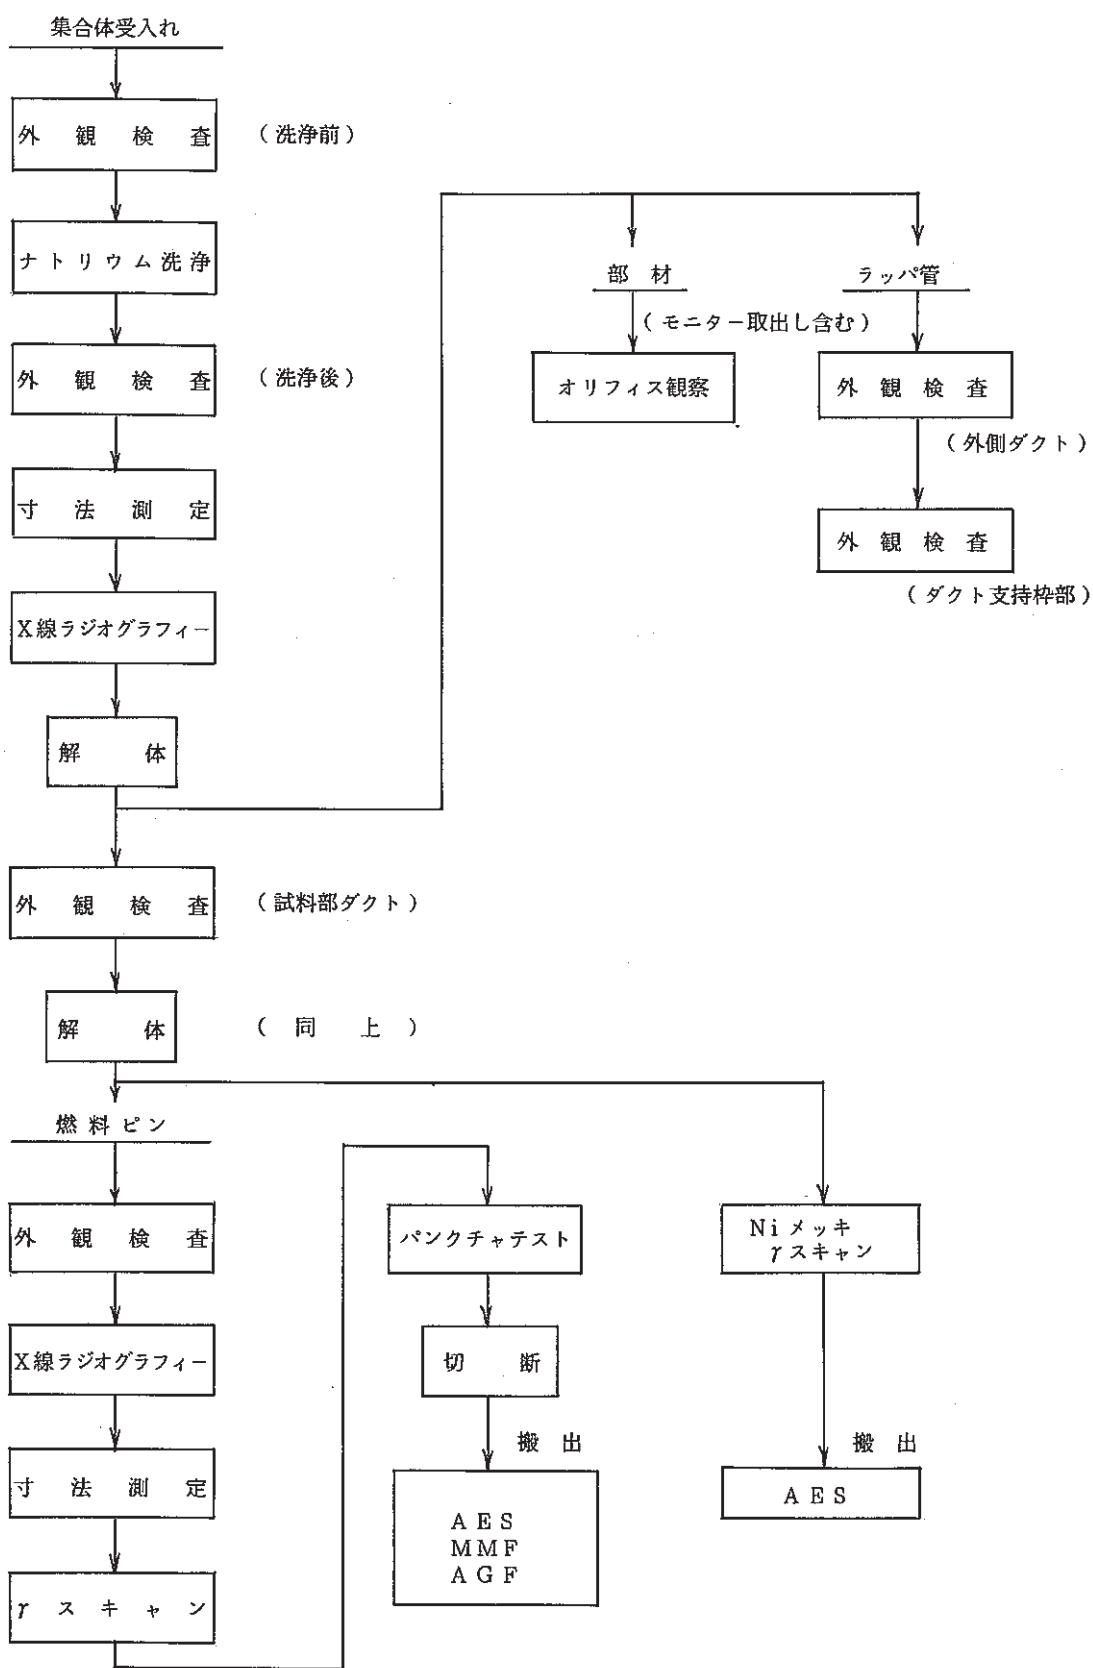 集合体受入れ
外観検査
(洗浄前)
ナトリウム洗浄
外観検査
(洗浄後)
寸法測定
X線ラジオグラフィー
解体
部材
(モニター取出し含む)
オリフィス観察
ラッパ管
外観検査
(外側ダクト)
外観検査
(ダクト支持枠部)
外観検査
(試料部ダクト)
解体
(同上)
燃料ピン
外観検査
X線ラジオグラフィー
寸法測定
γスキャン
パンクチャテスト
切断
搬出
AES
MMF
AGF
Niメッキ
γスキャン
搬出
AES